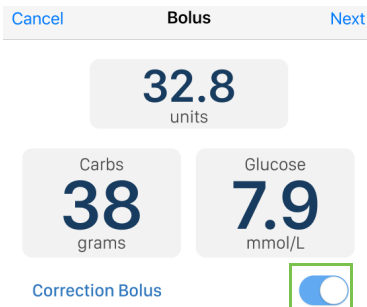 Cancel Bolus Next
32.8
units
Carbs Glucose
38 7.9
grams mmol/L
Correction Bolus